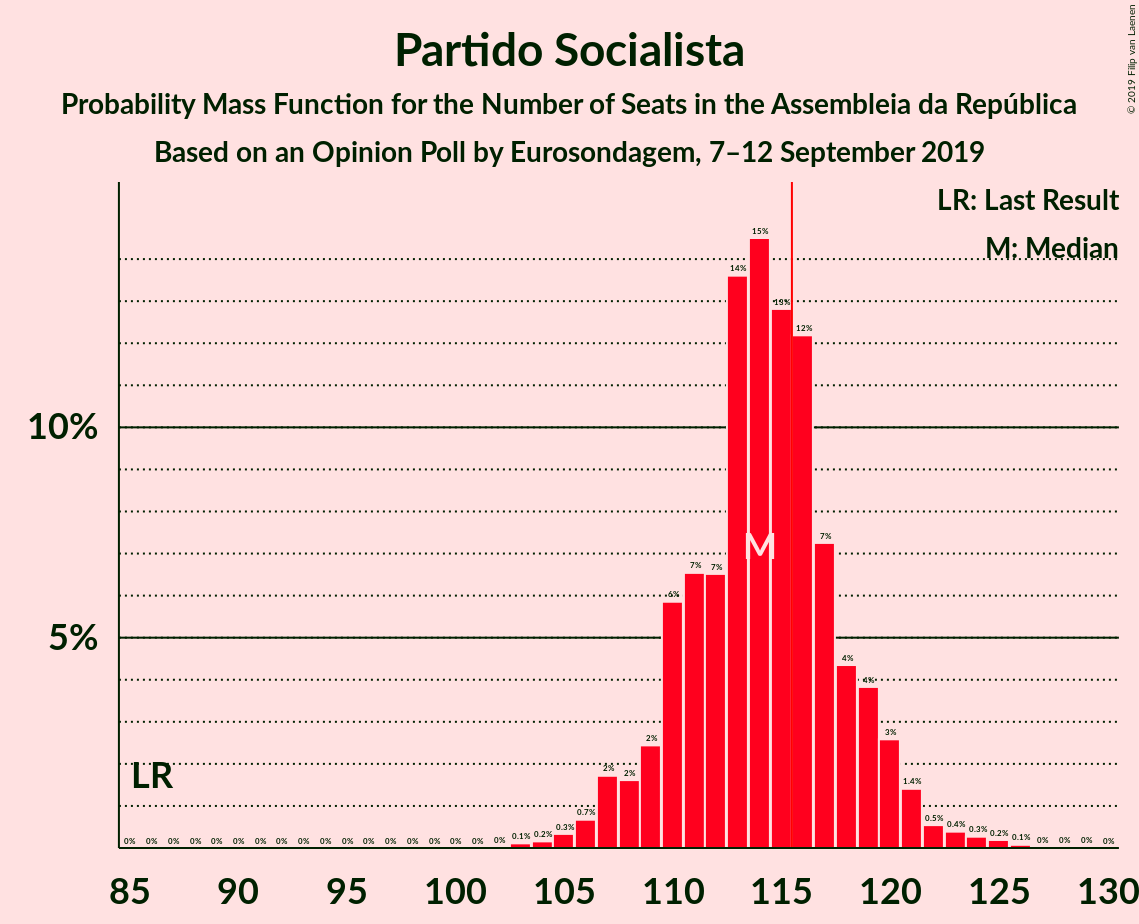 Partido Socialista
Probability Mass Function for the Number of Seats in the Assembleia da República
Based on an Opinion Poll by Eurosondagem, 7–12 September 2019
© 2019 Filip van Laenen
LR: Last Result
M: Median
10%
5%
LR
M
0% 0% 0% 0% 0% 0% 0% 0% 0% 0% 0% 0% 0% 0% 0% 0% 0% 0% 0.1% 0.2% 0.3% 0.7% 2% 2% 2% 6% 7% 7% 14% 15% 13% 12% 7% 4% 4% 3% 1.4% 0.5% 0.4% 0.3% 0.2% 0.1% 0% 0% 0% 0%
85 90 95 100 105 110 115 120 125 130